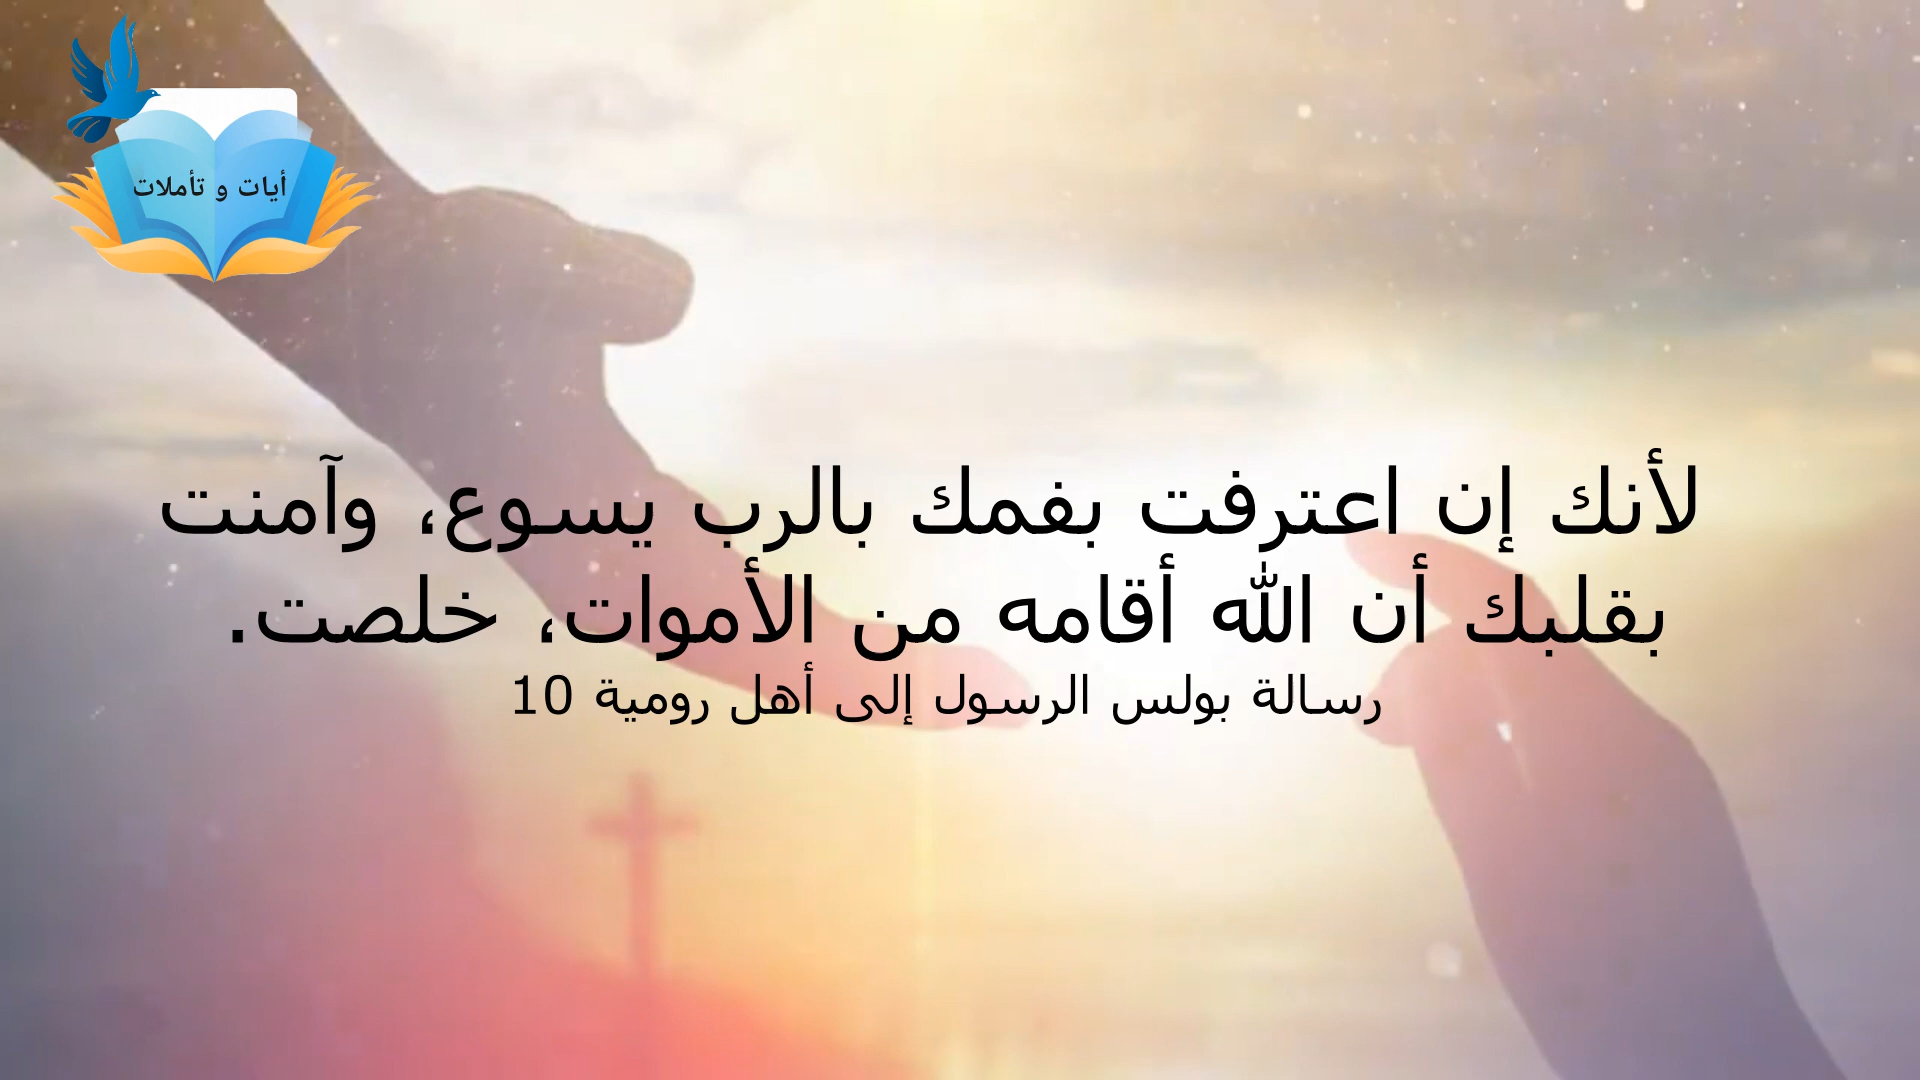 أيات و تأملات
لأنك إن اعترفت بفمك بالرب يسوع، وآمنت
بقلبك أن الله أقامه من الأموات، خلصت.
رسالة بولس الرسول إلى أهل رومية 10